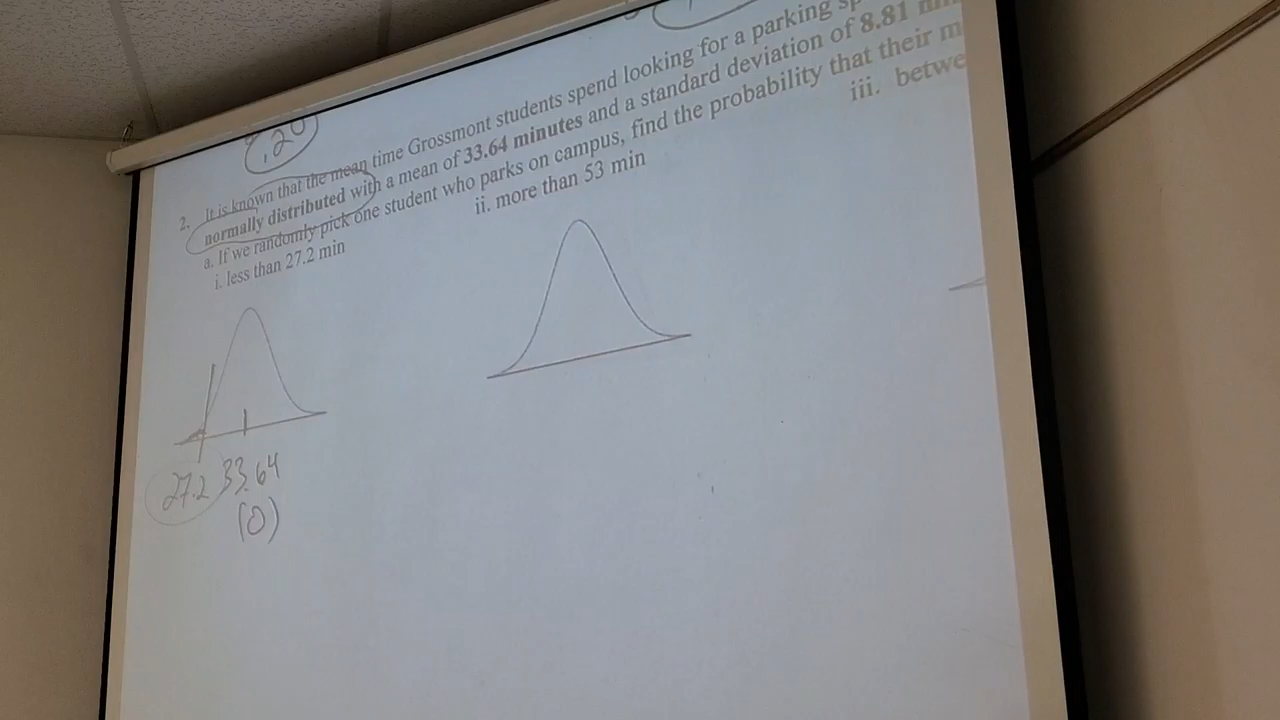 .20
2. It is known that the mean time Grossmont students spend looking for a parking
normally distributed with a mean of 33.64 minutes and a standard deviation of 8.81
a. If we randomly pick one student who parks on campus, find the probability that their
i. less than 27.2 min
ii. more than 53 min
iii.
27.2 33.64
(0)